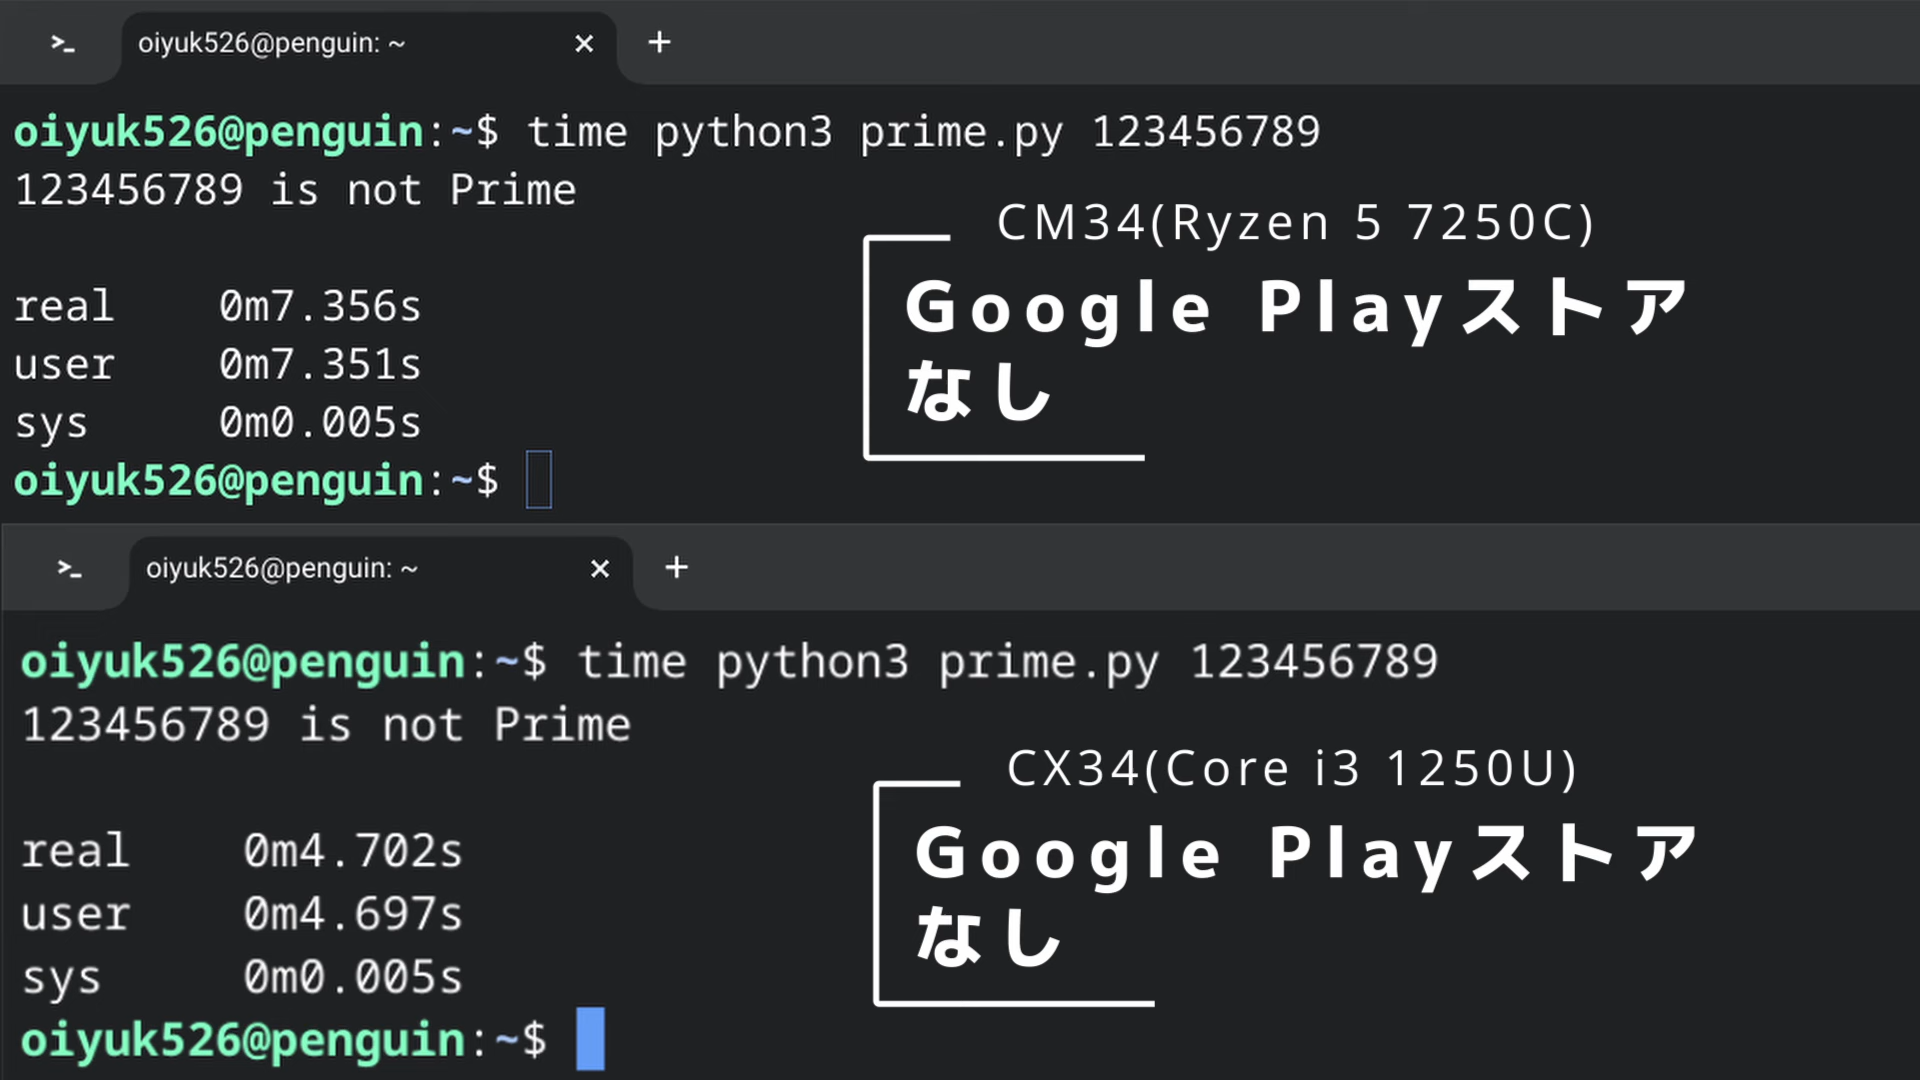 oiyuk526@penguin: ~
oiyuk526@penguin:~$ time python3 prime.py 123456789
123456789 is not Prime
real 0m7.356s
user 0m7.351s
sys 0m0.005s
oiyuk526@penguin:~$
CM34(Ryzen 5 7250C)
Google Playストア
なし
oiyuk526@penguin: ~
oiyuk526@penguin:~$ time python3 prime.py 123456789
123456789 is not Prime
real 0m4.702s
user 0m4.697s
sys 0m0.005s
oiyuk526@penguin:~$
CX34(Core i3 1250U)
Google Playストア
なし